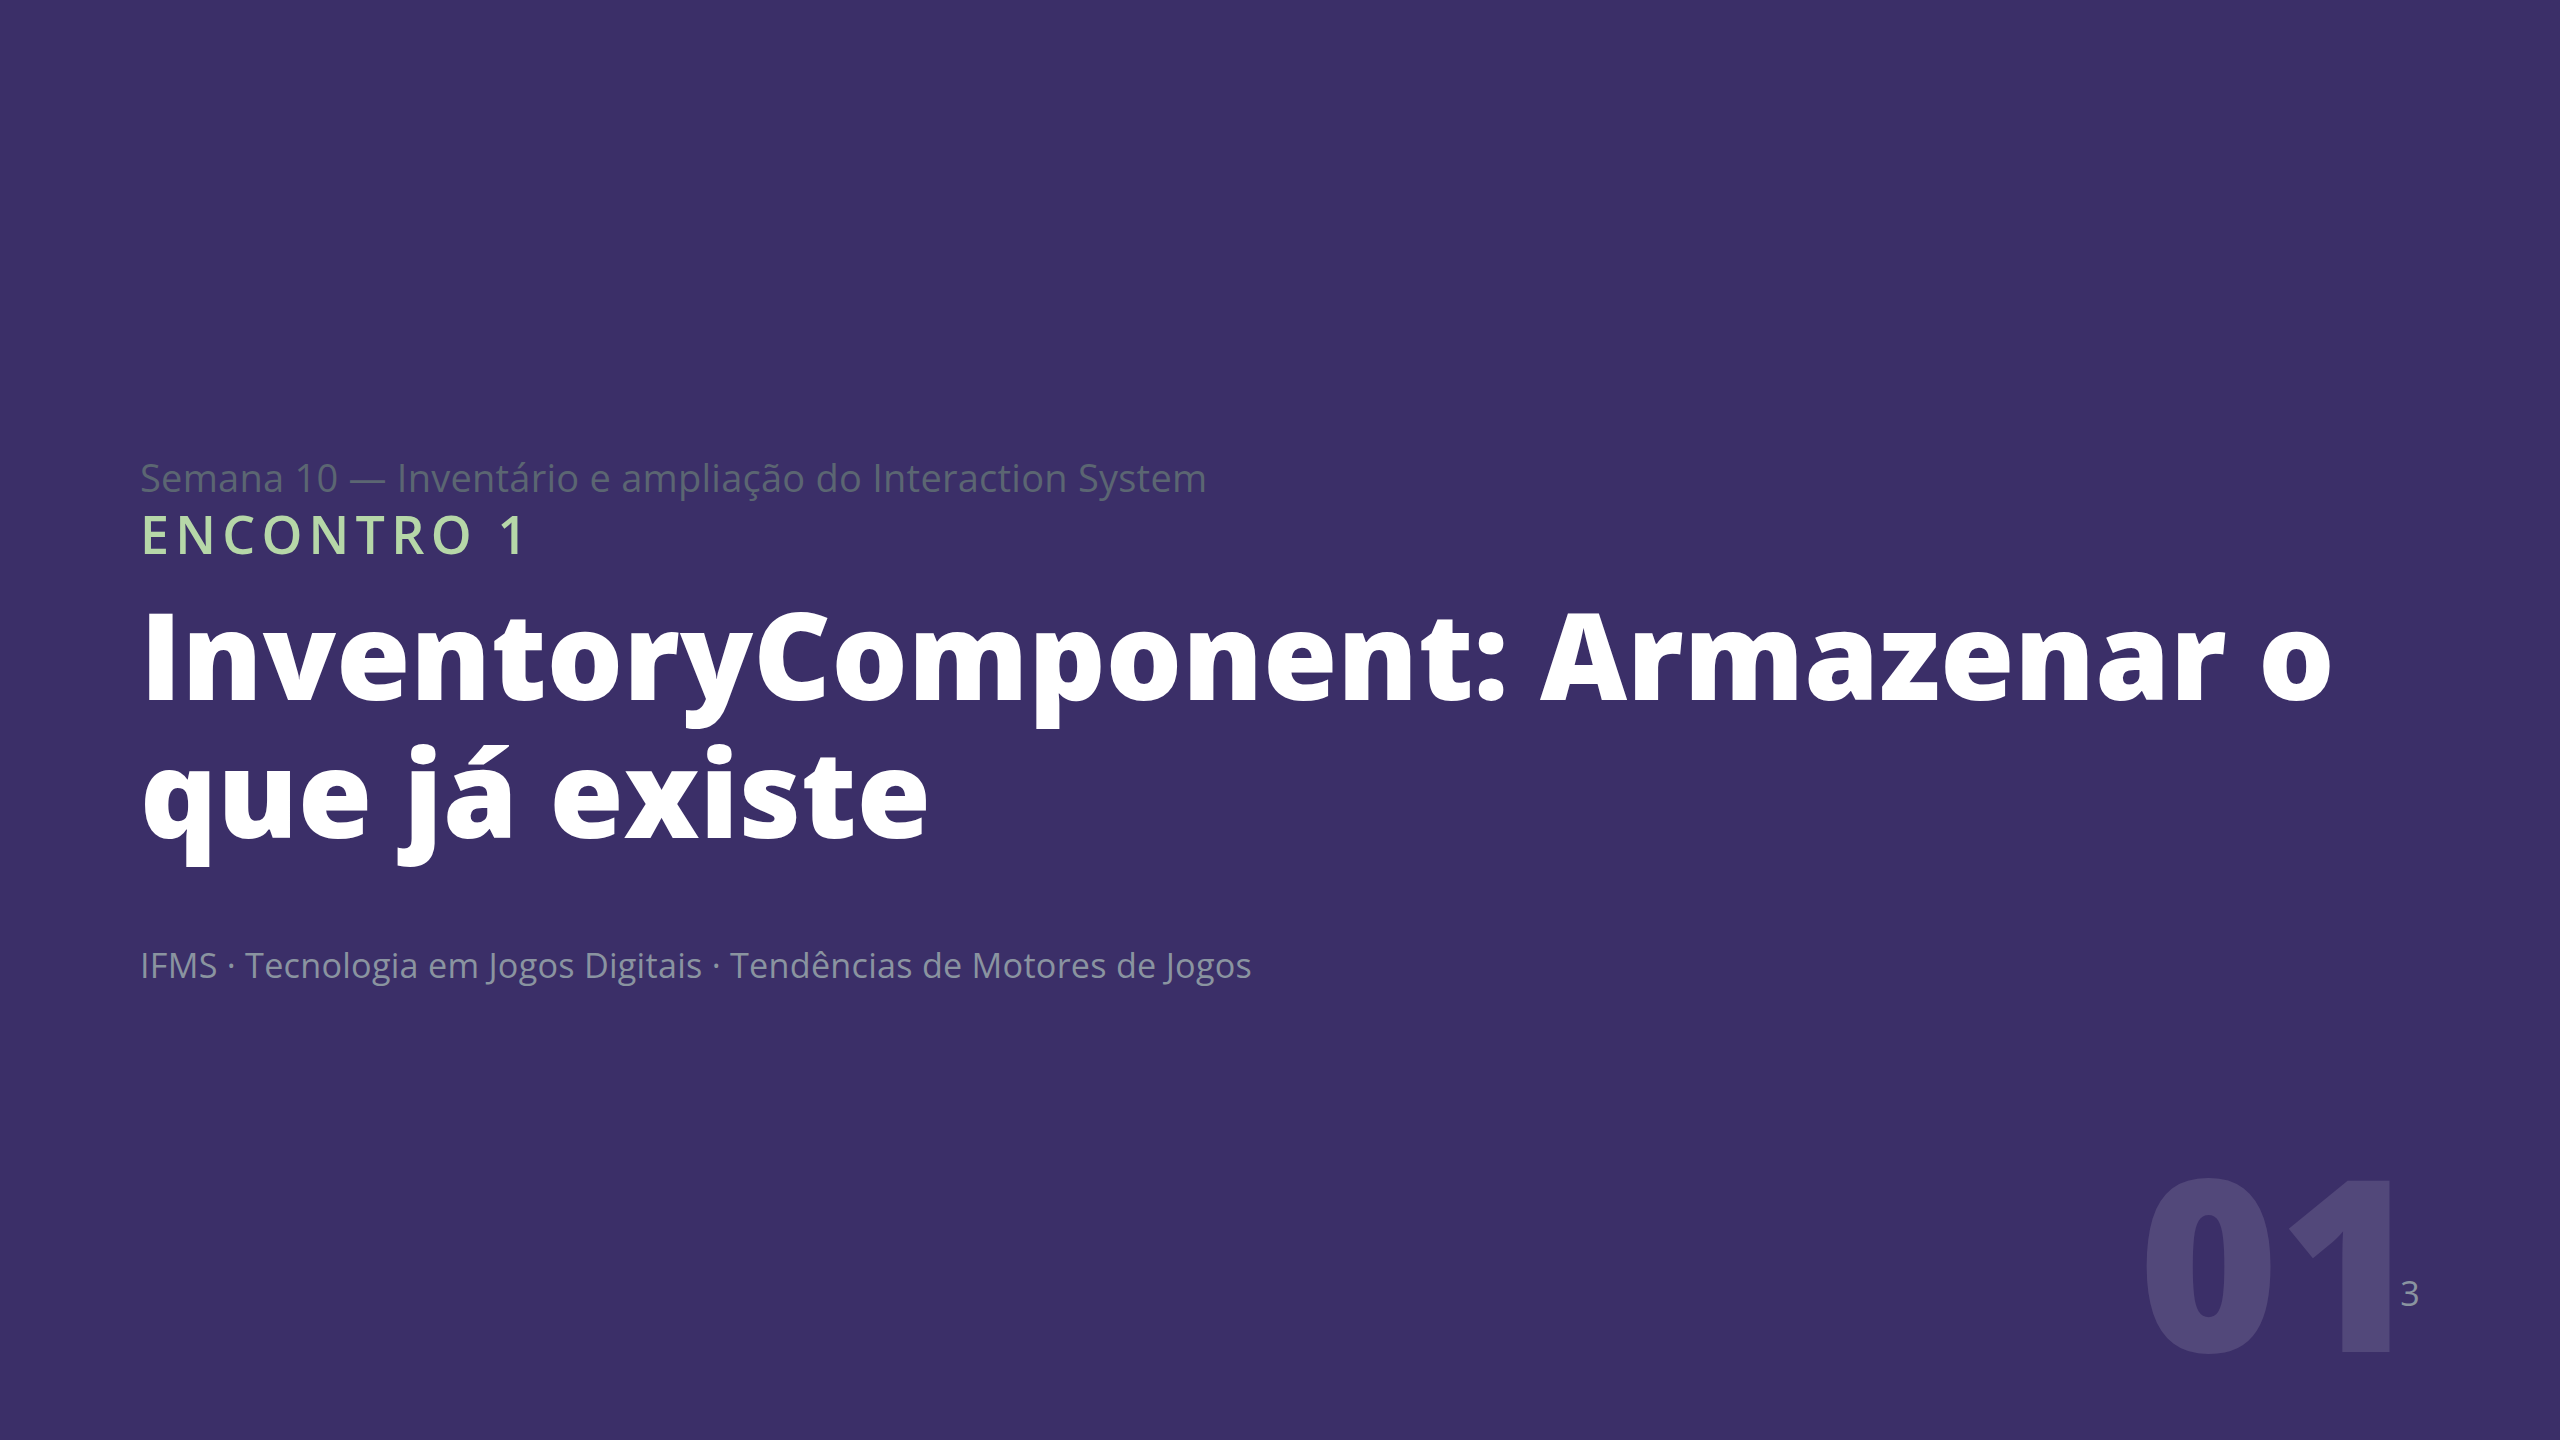 Semana 10 — Inventário e ampliação do Interaction System
ENCONTRO 1
InventoryComponent: Armazenar o
que já existe
IFMS · Tecnologia em Jogos Digitais · Tendências de Motores de Jogos
01
3